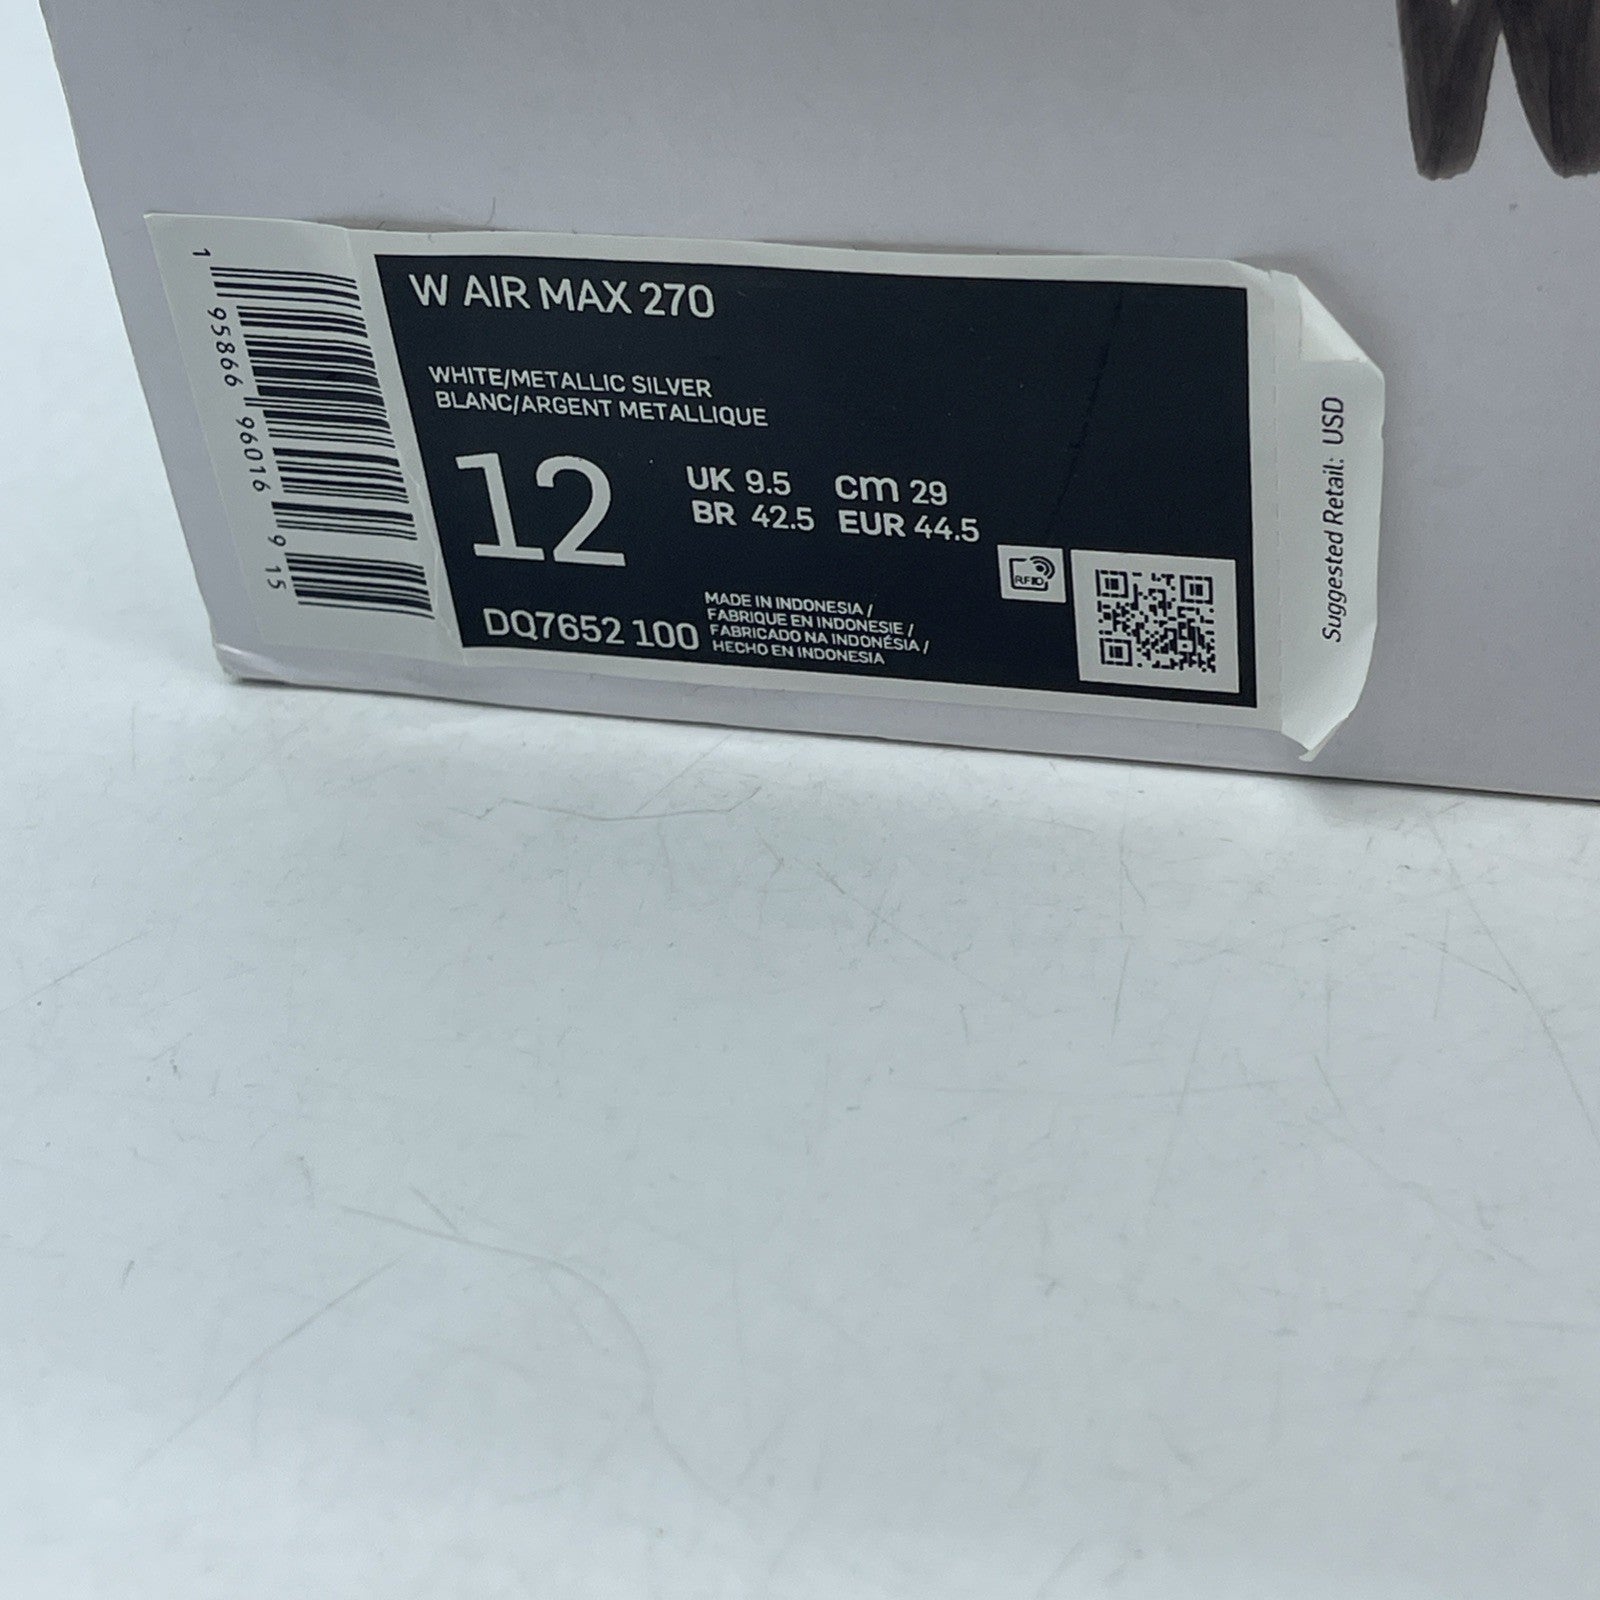 W AIR MAX 270
WHITE/METALLIC SILVER
BLANC/ARGENT METALLIQUE
12
UK 9.5 cm 29
BR 42.5 EUR 44.5
RFID
DQ7652 100
MADE IN INDONESIA /
FABRIQUE EN INDONESIE /
FABRICADO NA INDONÉSIA /
HECHO EN INDONESIA
1 95866 96016 9 15
Suggested Retail: USD